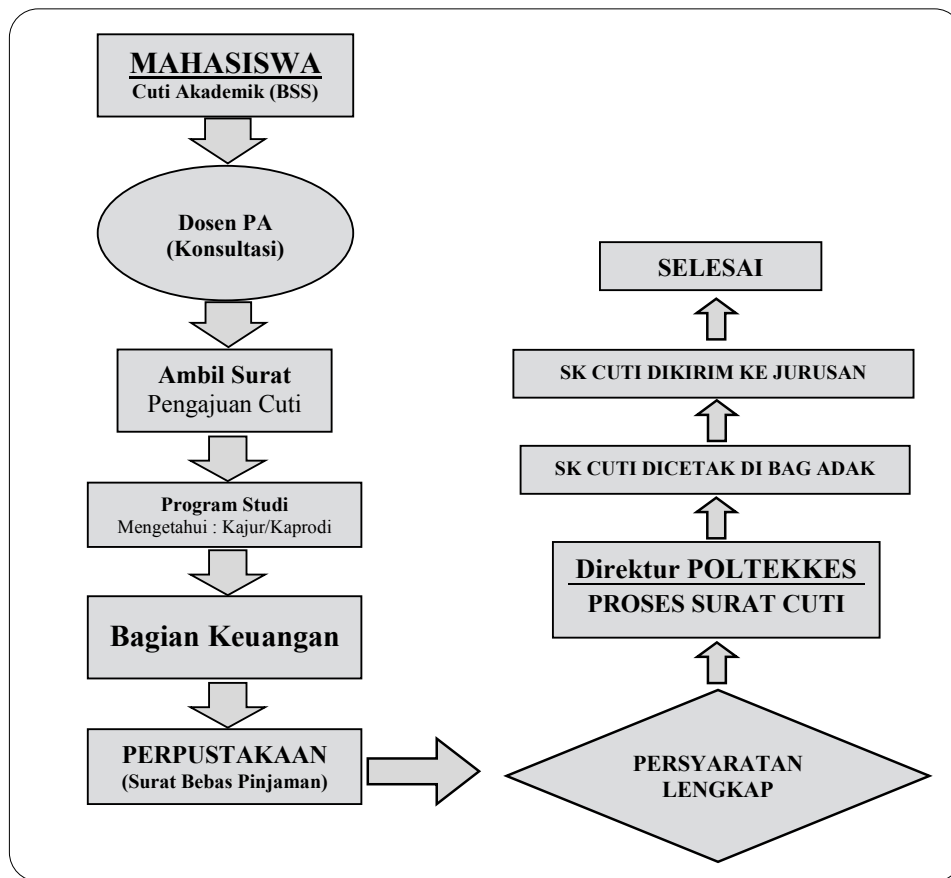 MAHASISWA
Cuti Akademik (BSS)
Dosen PA
(Konsultasi)
Ambil Surat
Pengajuan Cuti
Program Studi
Mengetahui : Kajur/Kaprodi
Bagian Keuangan
PERPUSTAKAAN
(Surat Bebas Pinjaman)
PERSYARATAN
LENGKAP
Direktur POLTEKKES
PROSES SURAT CUTI
SK CUTI DICETAK DI BAG ADAK
SK CUTI DIKIRIM KE JURUSAN
SELESAI